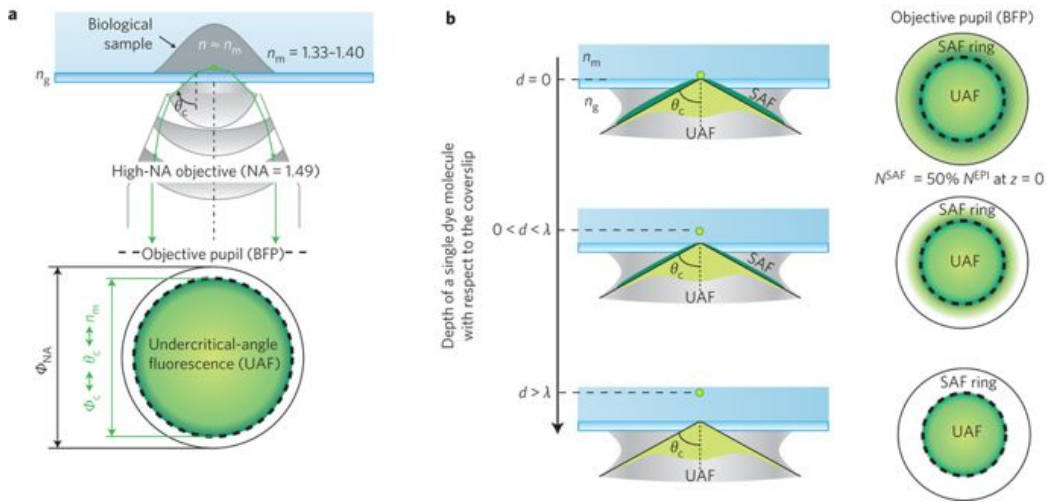 a
Biological
sample
n = nm
nm = 1.33–1.40
ng
θc
High-NA objective (NA = 1.49)
Objective pupil (BFP)
ΦNA
Φc ↔ θc ↔ nm
Undercritical-angle
fluorescence (UAF)
b
Depth of a single dye molecule
with respect to the coverslip
Objective pupil (BFP)
d = 0
nm
ng
θc
SAF
UAF
SAF ring
UAF
N^SAF = 50% N^EPI at z = 0
0 < d < λ
θc
SAF
UAF
SAF ring
UAF
d > λ
θc
UAF
SAF ring
UAF